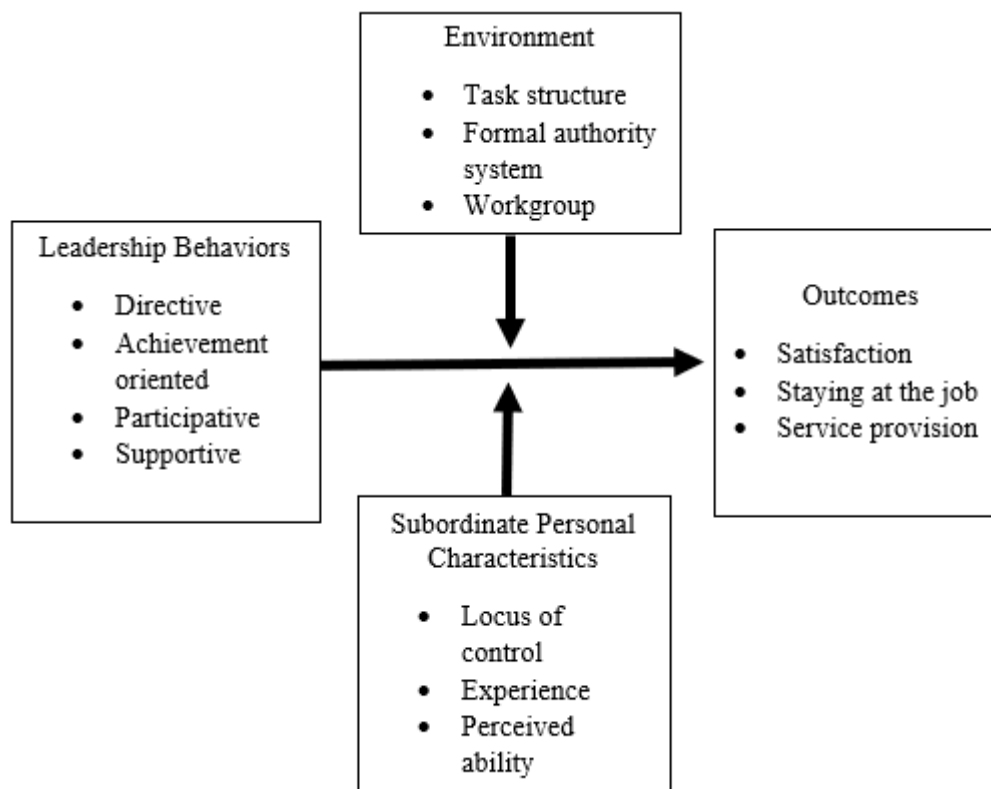 Environment
• Task structure
• Formal authority
system
• Workgroup
Leadership Behaviors
• Directive
• Achievement
oriented
• Participative
• Supportive
Outcomes
• Satisfaction
• Staying at the job
• Service provision
Subordinate Personal
Characteristics
• Locus of
control
• Experience
• Perceived
ability